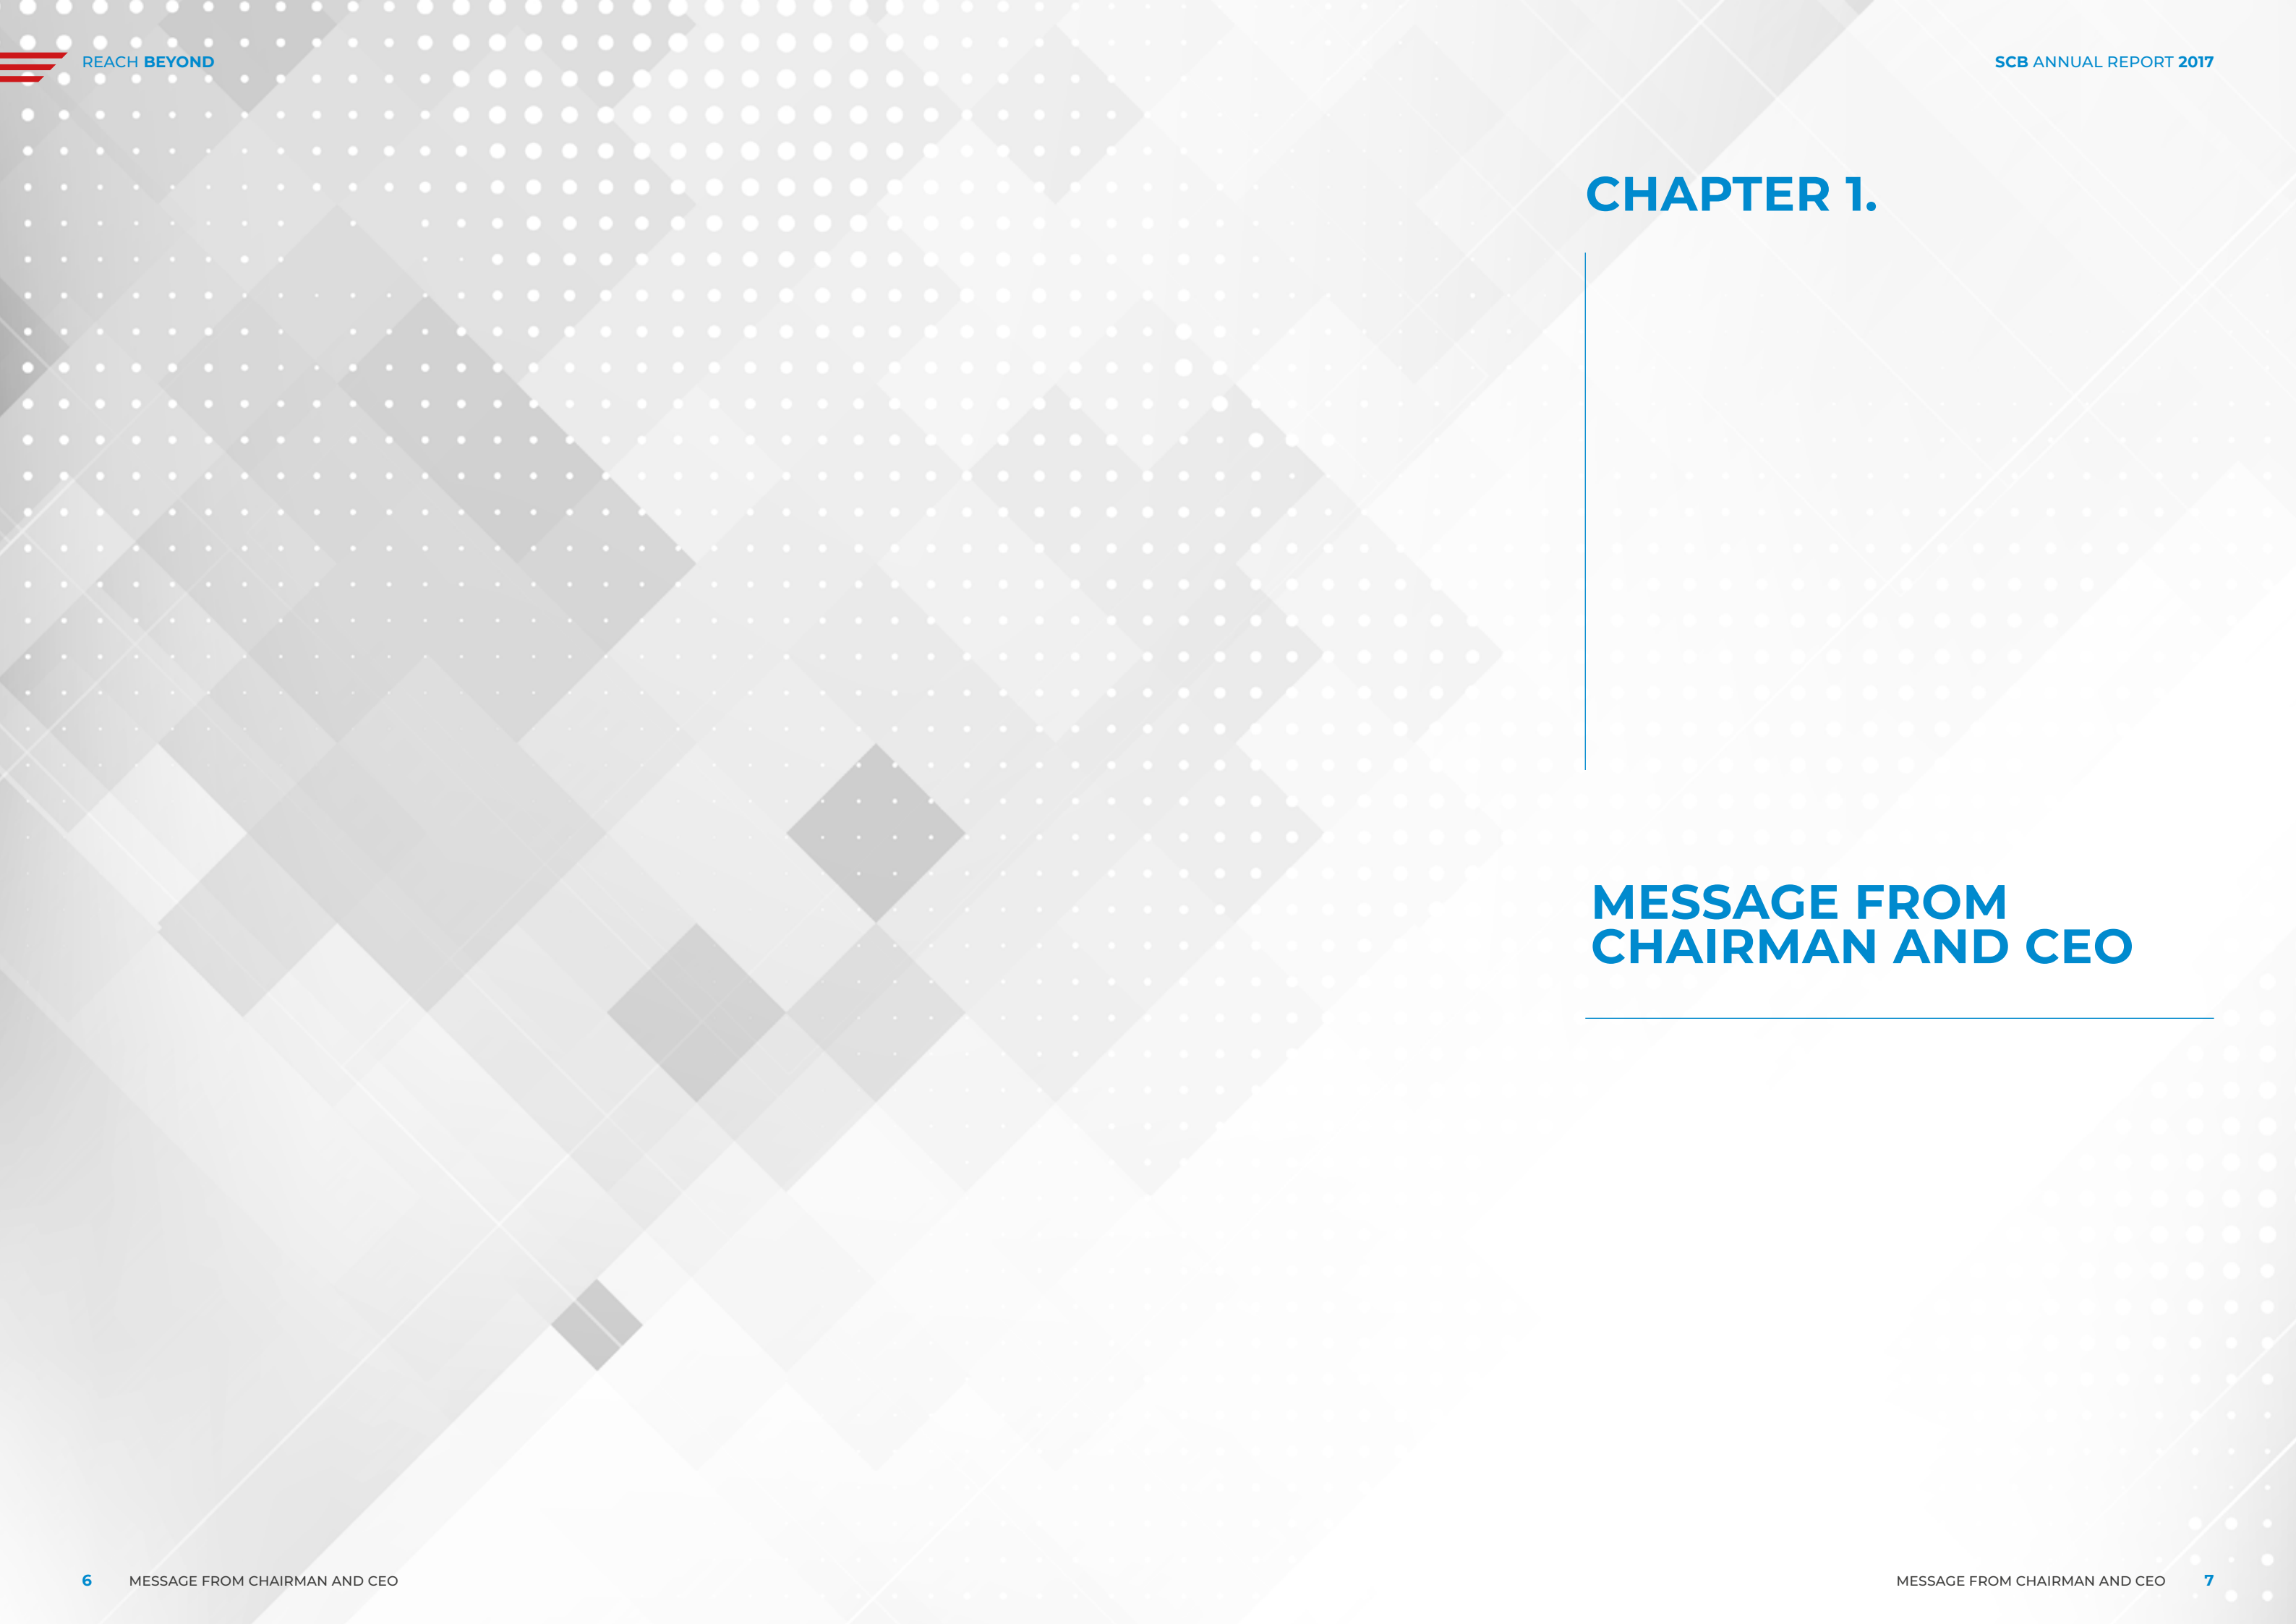 REACH BEYOND
SCB ANNUAL REPORT 2017
CHAPTER 1.
MESSAGE FROM
CHAIRMAN AND CEO
6 MESSAGE FROM CHAIRMAN AND CEO
MESSAGE FROM CHAIRMAN AND CEO 7